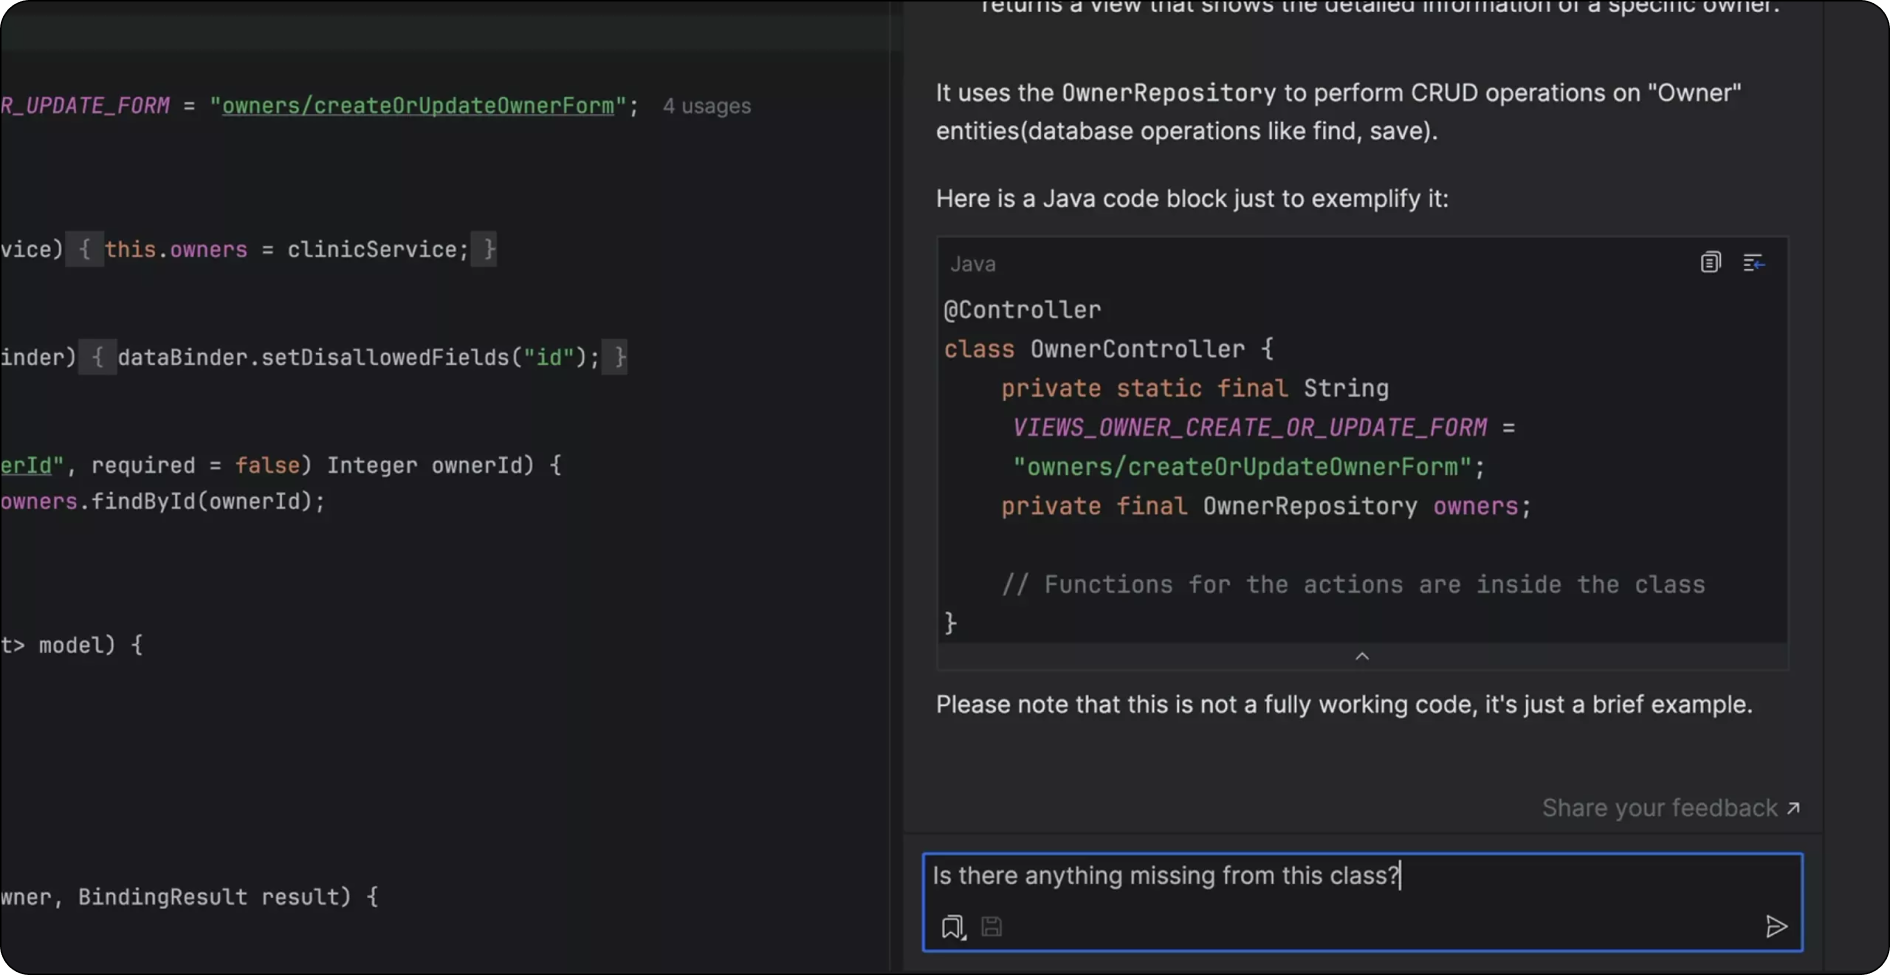 R_UPDATE_FORM = "owners/createOrUpdateOwnerForm"; 4 usages
vice) { this.owners = clinicService; }
inder) { dataBinder.setDisallowedFields("id"); }
erId", required = false) Integer ownerId) {
owners.findById(ownerId);
t> model) {
wner, BindingResult result) {
returns a view that shows the detailed information of a specific owner.
It uses the OwnerRepository to perform CRUD operations on "Owner"
entities(database operations like find, save).
Here is a Java code block just to exemplify it:
Java
@Controller
class OwnerController {
private static final String
VIEWS_OWNER_CREATE_OR_UPDATE_FORM =
"owners/createOrUpdateOwnerForm";
private final OwnerRepository owners;
// Functions for the actions are inside the class
}
Please note that this is not a fully working code, it's just a brief example.
Share your feedback ↗
Is there anything missing from this class?